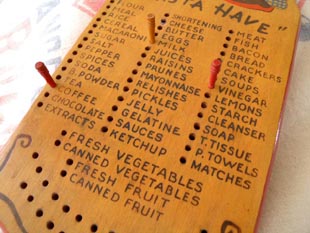 USTA HAVE"
FLOUR
MEAL
RICE
CEREAL
MACARONI
SUGAR
SALT
PEPPER
SPICES
SODA
B. POWDER
TEA
COFFEE
CHOCOLATE
EXTRACTS
SHORTENING
CHEESE
BUTTER
EGGS
MILK
JUICES
RAISINS
PRUNES
MAYONNAISE
RELISHES
PICKLES
JELLY
GELATINE
SAUCES
KETCHUP
MEAT
FISH
BACON
BREAD
CRACKERS
CAKE
SOUPS
VINEGAR
LEMONS
STARCH
CLEANSER
SOAP
T. TISSUE
P. TOWELS
MATCHES
FRESH VEGETABLES
CANNED VEGETABLES
FRESH FRUIT
CANNED FRUIT